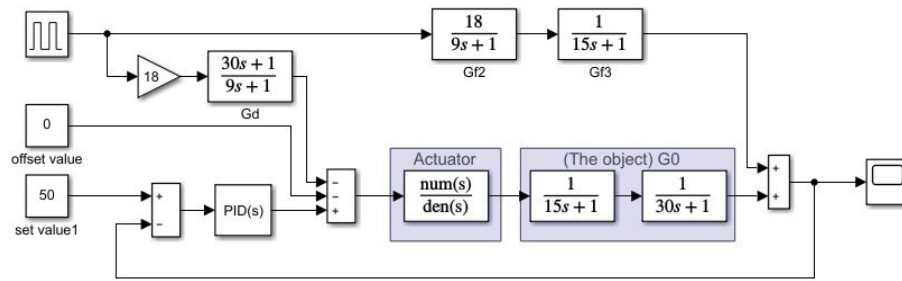 18
9s + 1
Gf2
1
15s + 1
Gf3
18
30s + 1
9s + 1
Gd
0
offset value
50
set value1
+
−
PID(s)
−
−
+
Actuator
num(s)
den(s)
(The object) G0
1
15s + 1
1
30s + 1
+
+